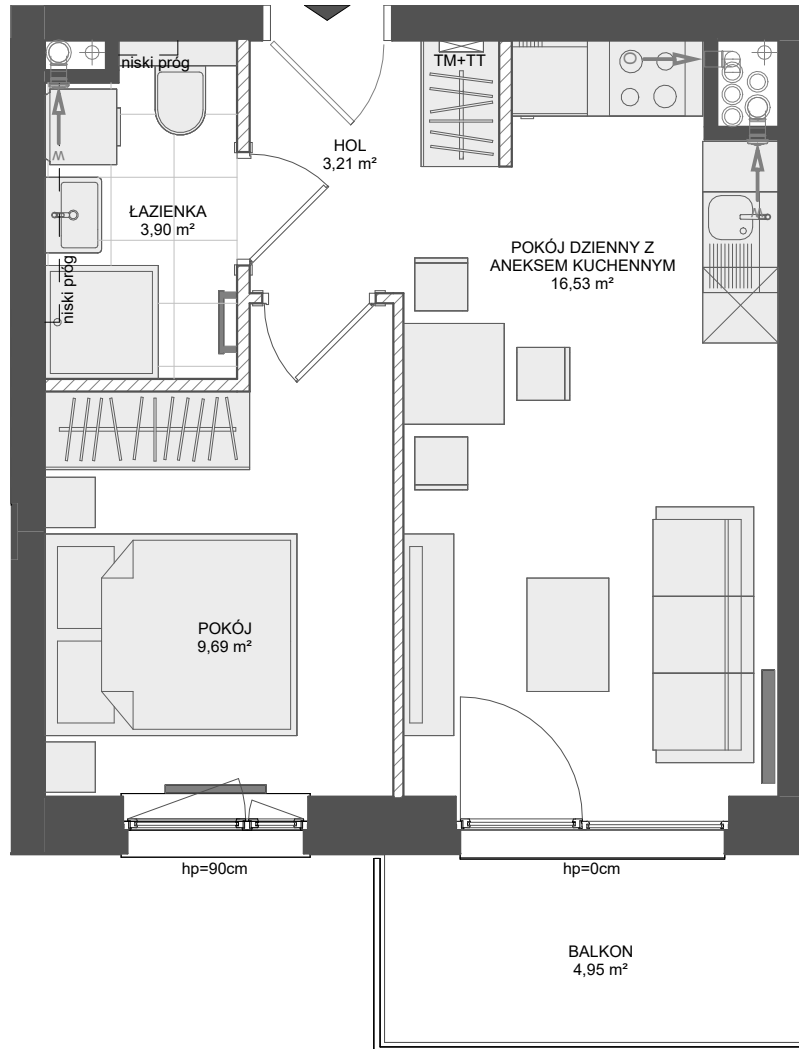 niski próg
TM+TT
HOL
3,21 m²
ŁAZIENKA
3,90 m²
POKÓJ DZIENNY Z
ANEKSEM KUCHENNYM
16,53 m²
niski próg
POKÓJ
9,69 m²
hp=90cm
hp=0cm
BALKON
4,95 m²
W